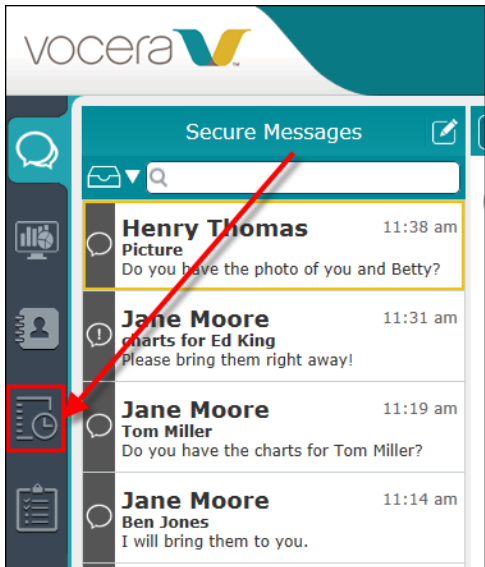 vocera
Secure Messages
Henry Thomas 11:38 am
Picture
Do you have the photo of you and Betty?
Jane Moore 11:31 am
charts for Ed King
Please bring them right away!
Jane Moore 11:19 am
Tom Miller
Do you have the charts for Tom Miller?
Jane Moore 11:14 am
Ben Jones
I will bring them to you.